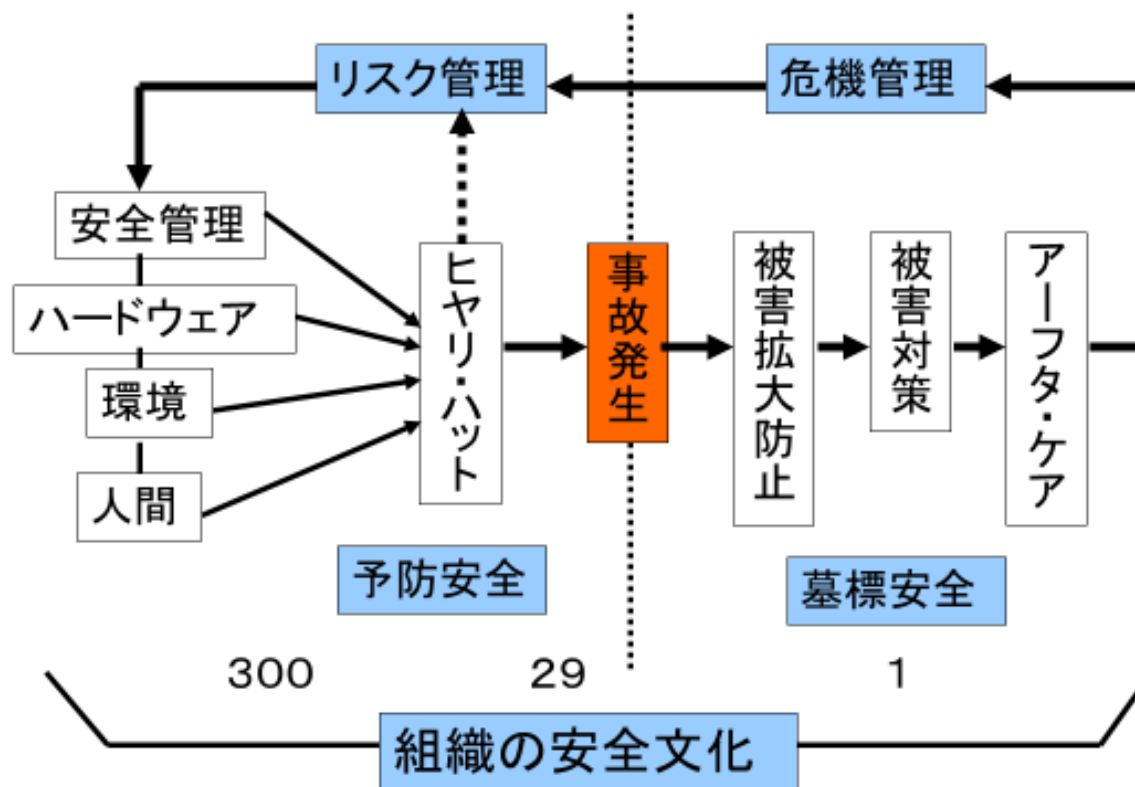 リスク管理
危機管理
安全管理
ハードウェア
環境
人間
ヒヤリ・ハット
事故発生
被害拡大防止
被害対策
アーフタ・ケア
予防安全
墓標安全
300
29
1
組織の安全文化